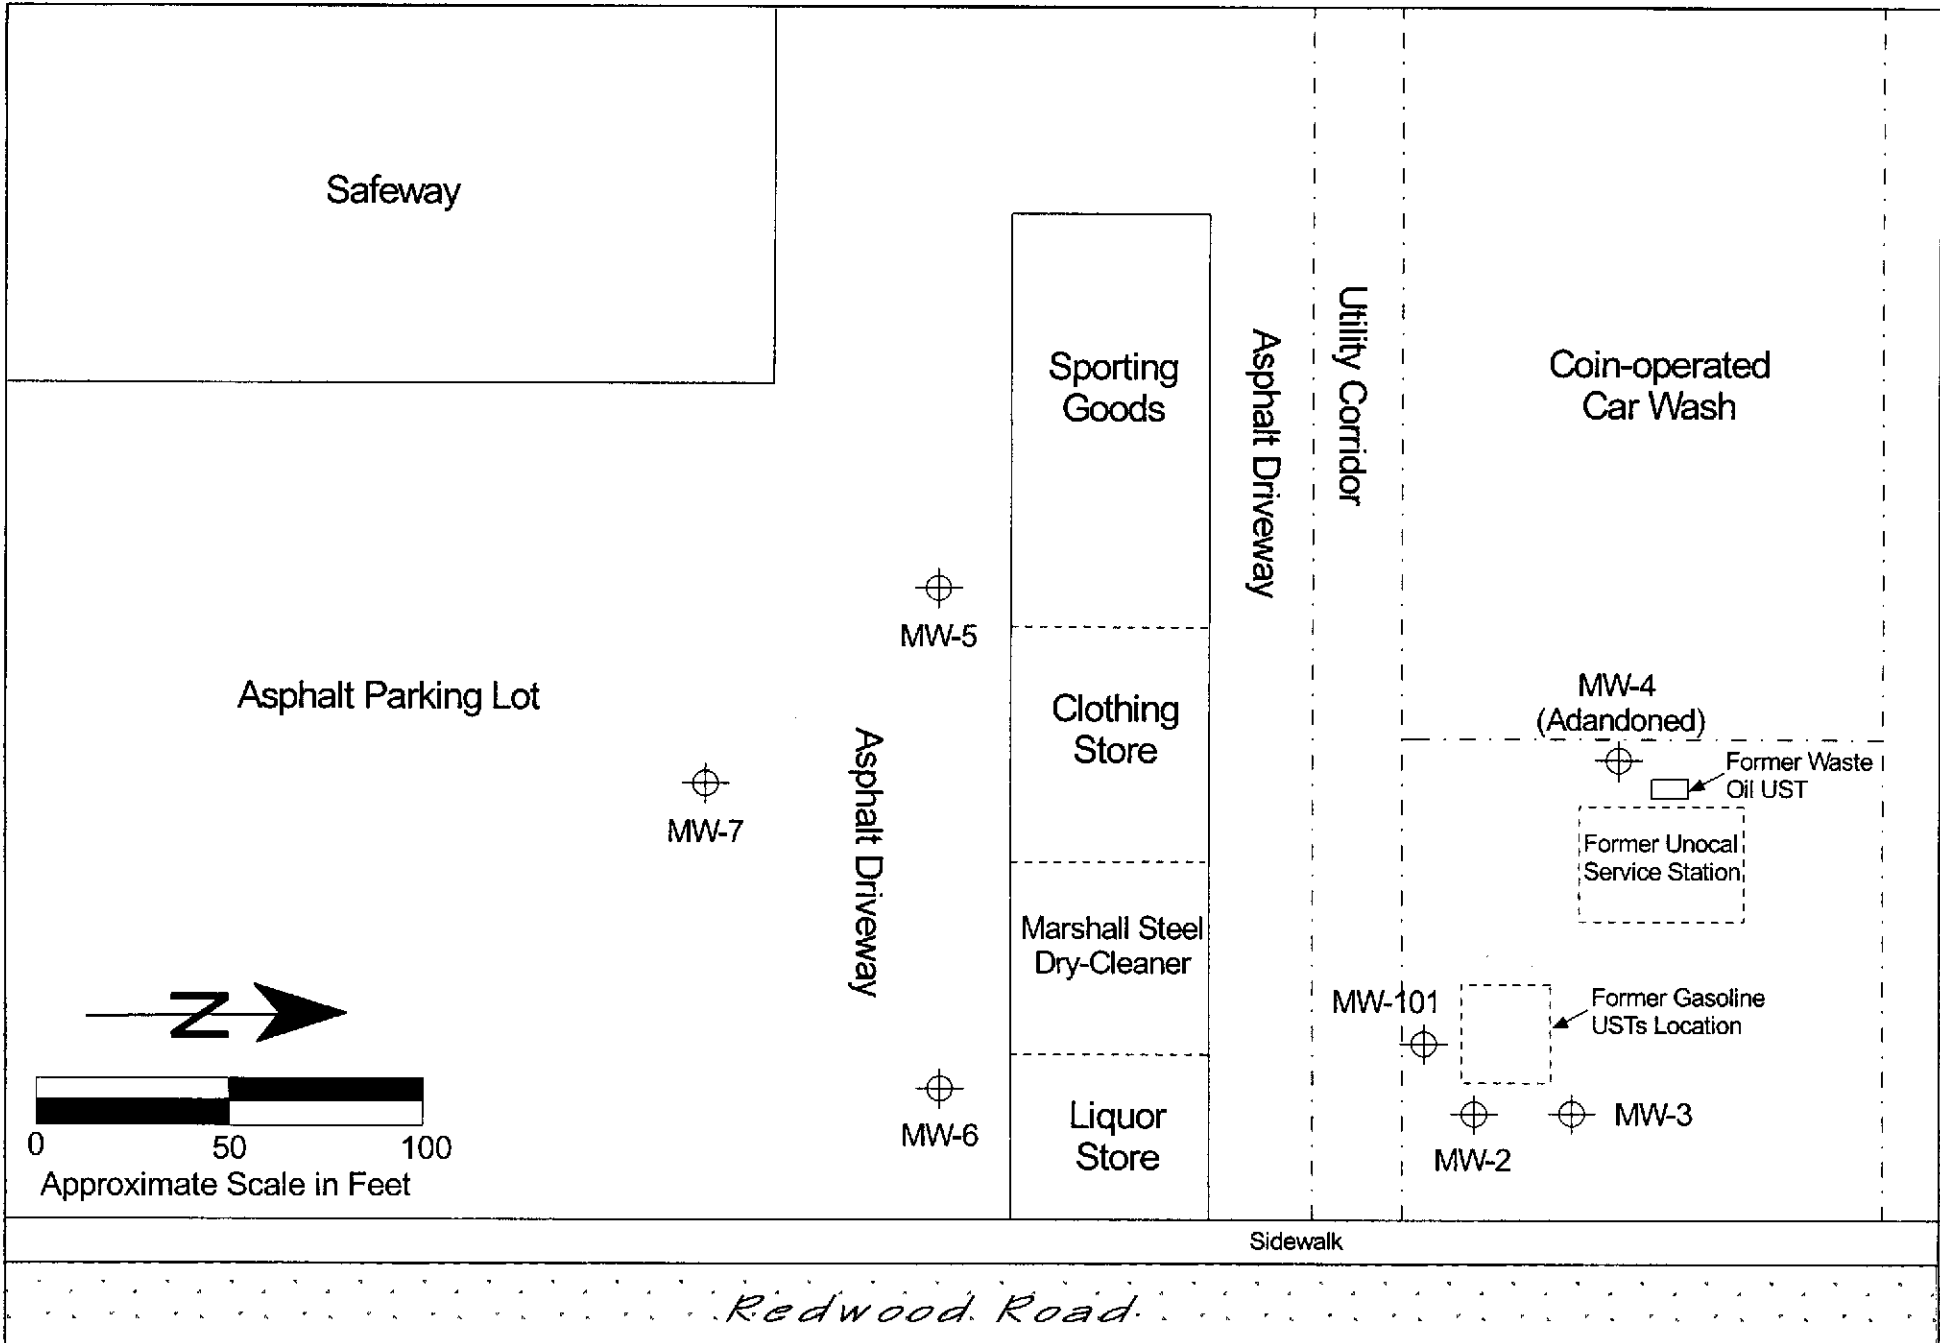 Safeway
Sporting
Goods
Asphalt Driveway
Utility Corridor
Coin-operated
Car Wash
MW-5
Asphalt Parking Lot
Clothing
Store
MW-4
(Adandoned)
Former Waste
Oil UST
MW-7
Asphalt Driveway
Former Unocal
Service Station
Marshall Steel
Dry-Cleaner
N
MW-101
Former Gasoline
USTs Location
MW-6
Liquor
Store
MW-3
MW-2
0 50 100
Approximate Scale in Feet
Sidewalk
Redwood Road